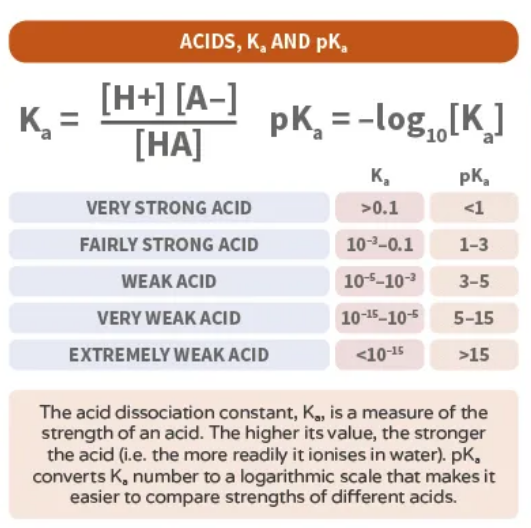 ACIDS, Kₐ AND pKₐ
Kₐ = [H+] [A–] / [HA]
pKₐ = –log₁₀[Kₐ]
Kₐ pKₐ
VERY STRONG ACID >0.1 <1
FAIRLY STRONG ACID 10⁻³–0.1 1–3
WEAK ACID 10⁻⁵–10⁻³ 3–5
VERY WEAK ACID 10⁻¹⁵–10⁻⁵ 5–15
EXTREMELY WEAK ACID <10⁻¹⁵ >15
The acid dissociation constant, Kₐ, is a measure of the
strength of an acid. The higher its value, the stronger
the acid (i.e. the more readily it ionises in water). pKₐ
converts Kₐ number to a logarithmic scale that makes it
easier to compare strengths of different acids.